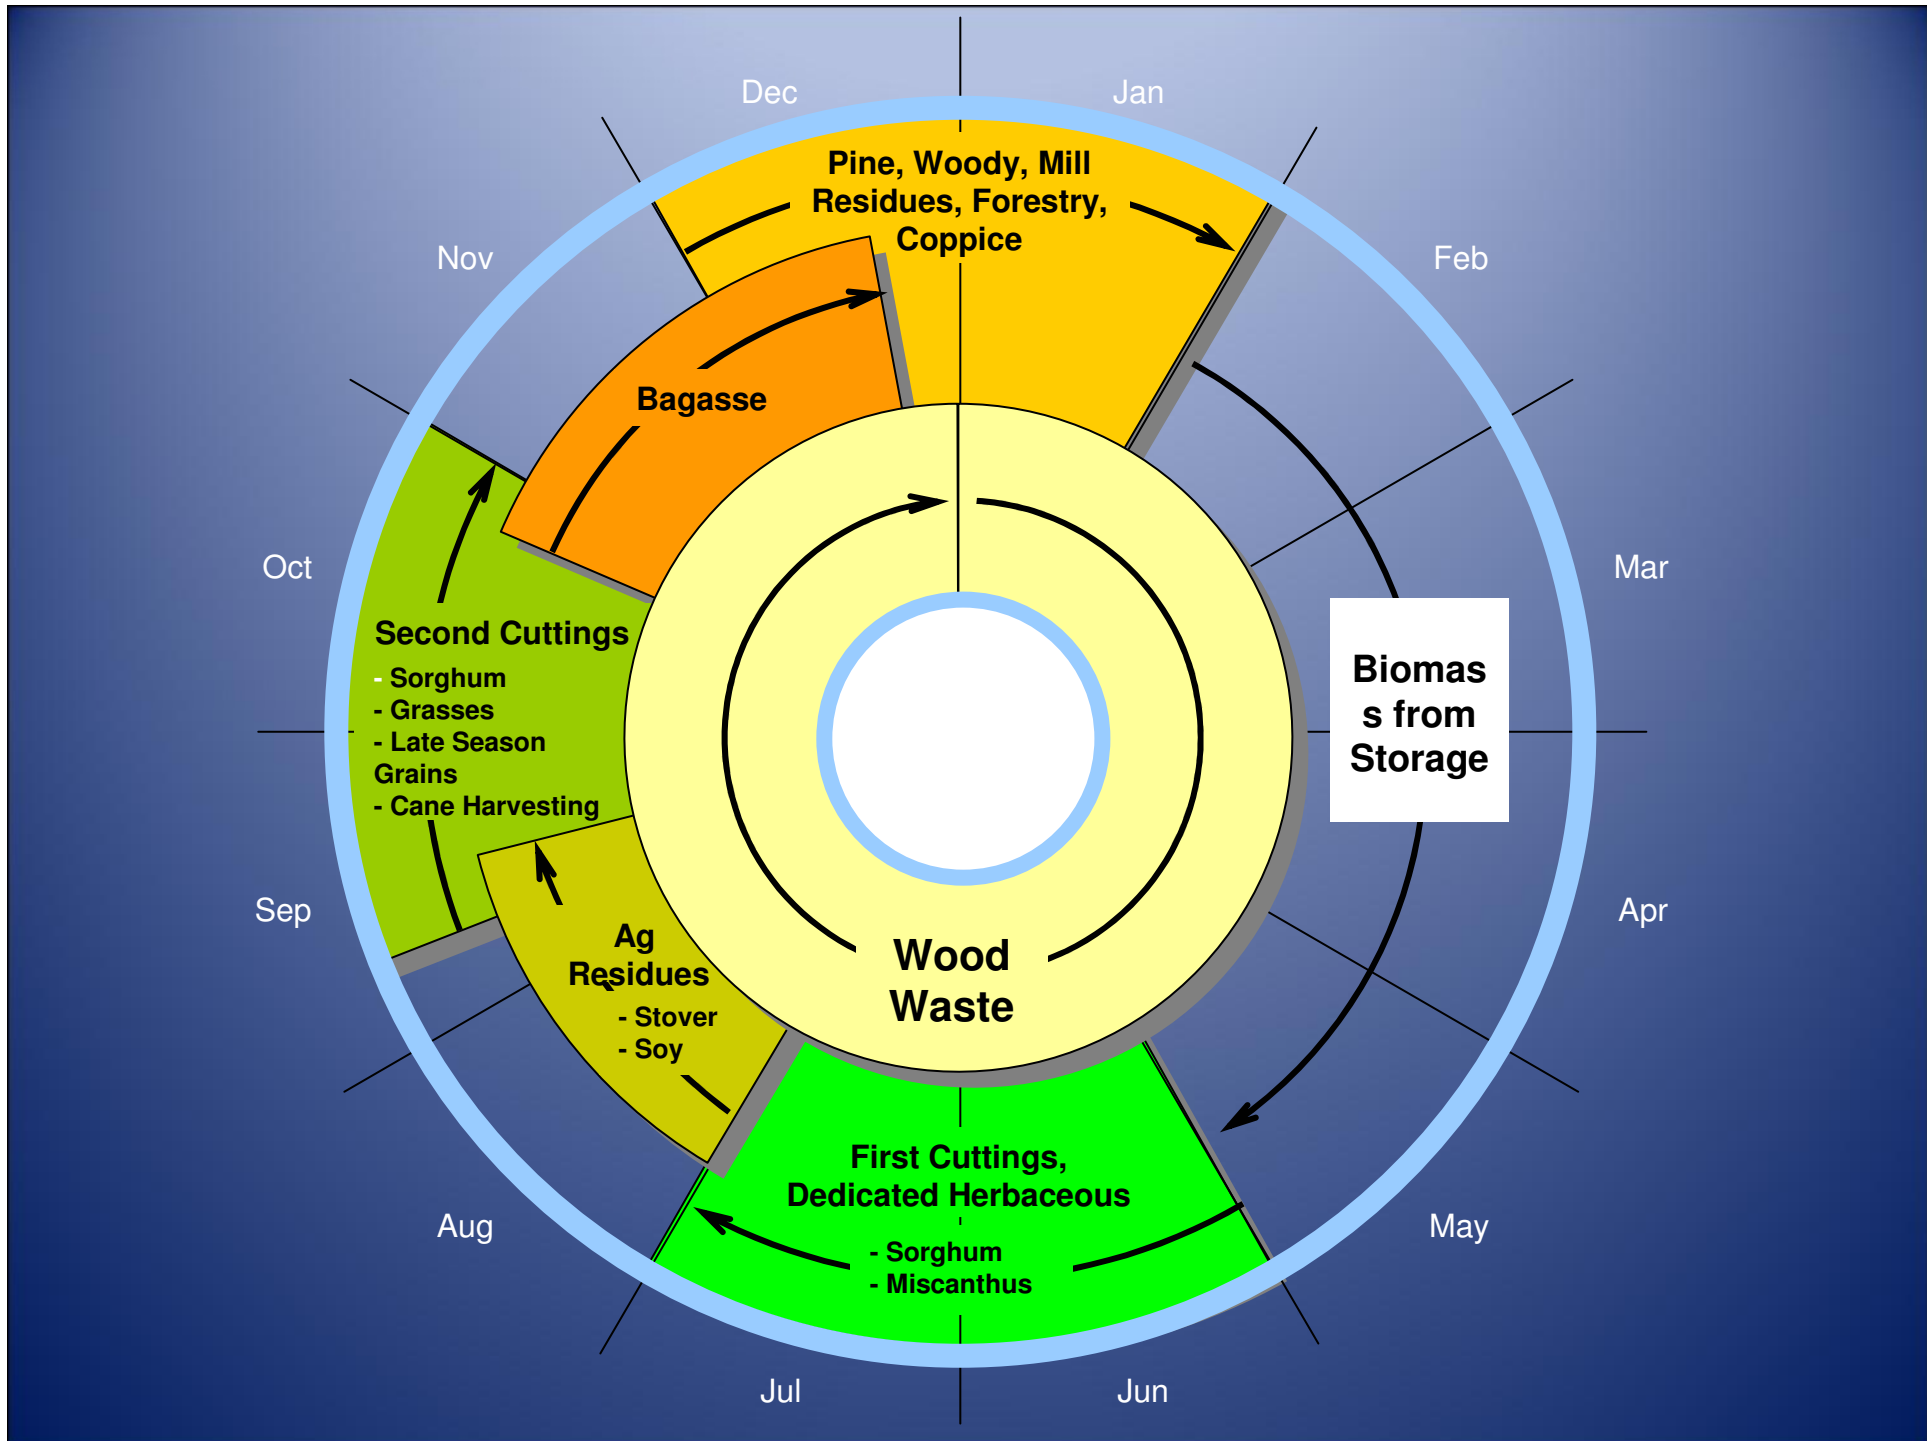 Dec
Jan
Pine, Woody, Mill
Residues, Forestry,
Coppice
Nov
Feb
Bagasse
Oct
Mar
Second Cuttings
- Sorghum
- Grasses
- Late Season
Grains
- Cane Harvesting
Biomas
s from
Storage
Sep
Apr
Ag
Residues
- Stover
- Soy
Wood
Waste
First Cuttings,
Dedicated Herbaceous
- Sorghum
- Miscanthus
Aug
May
Jul
Jun